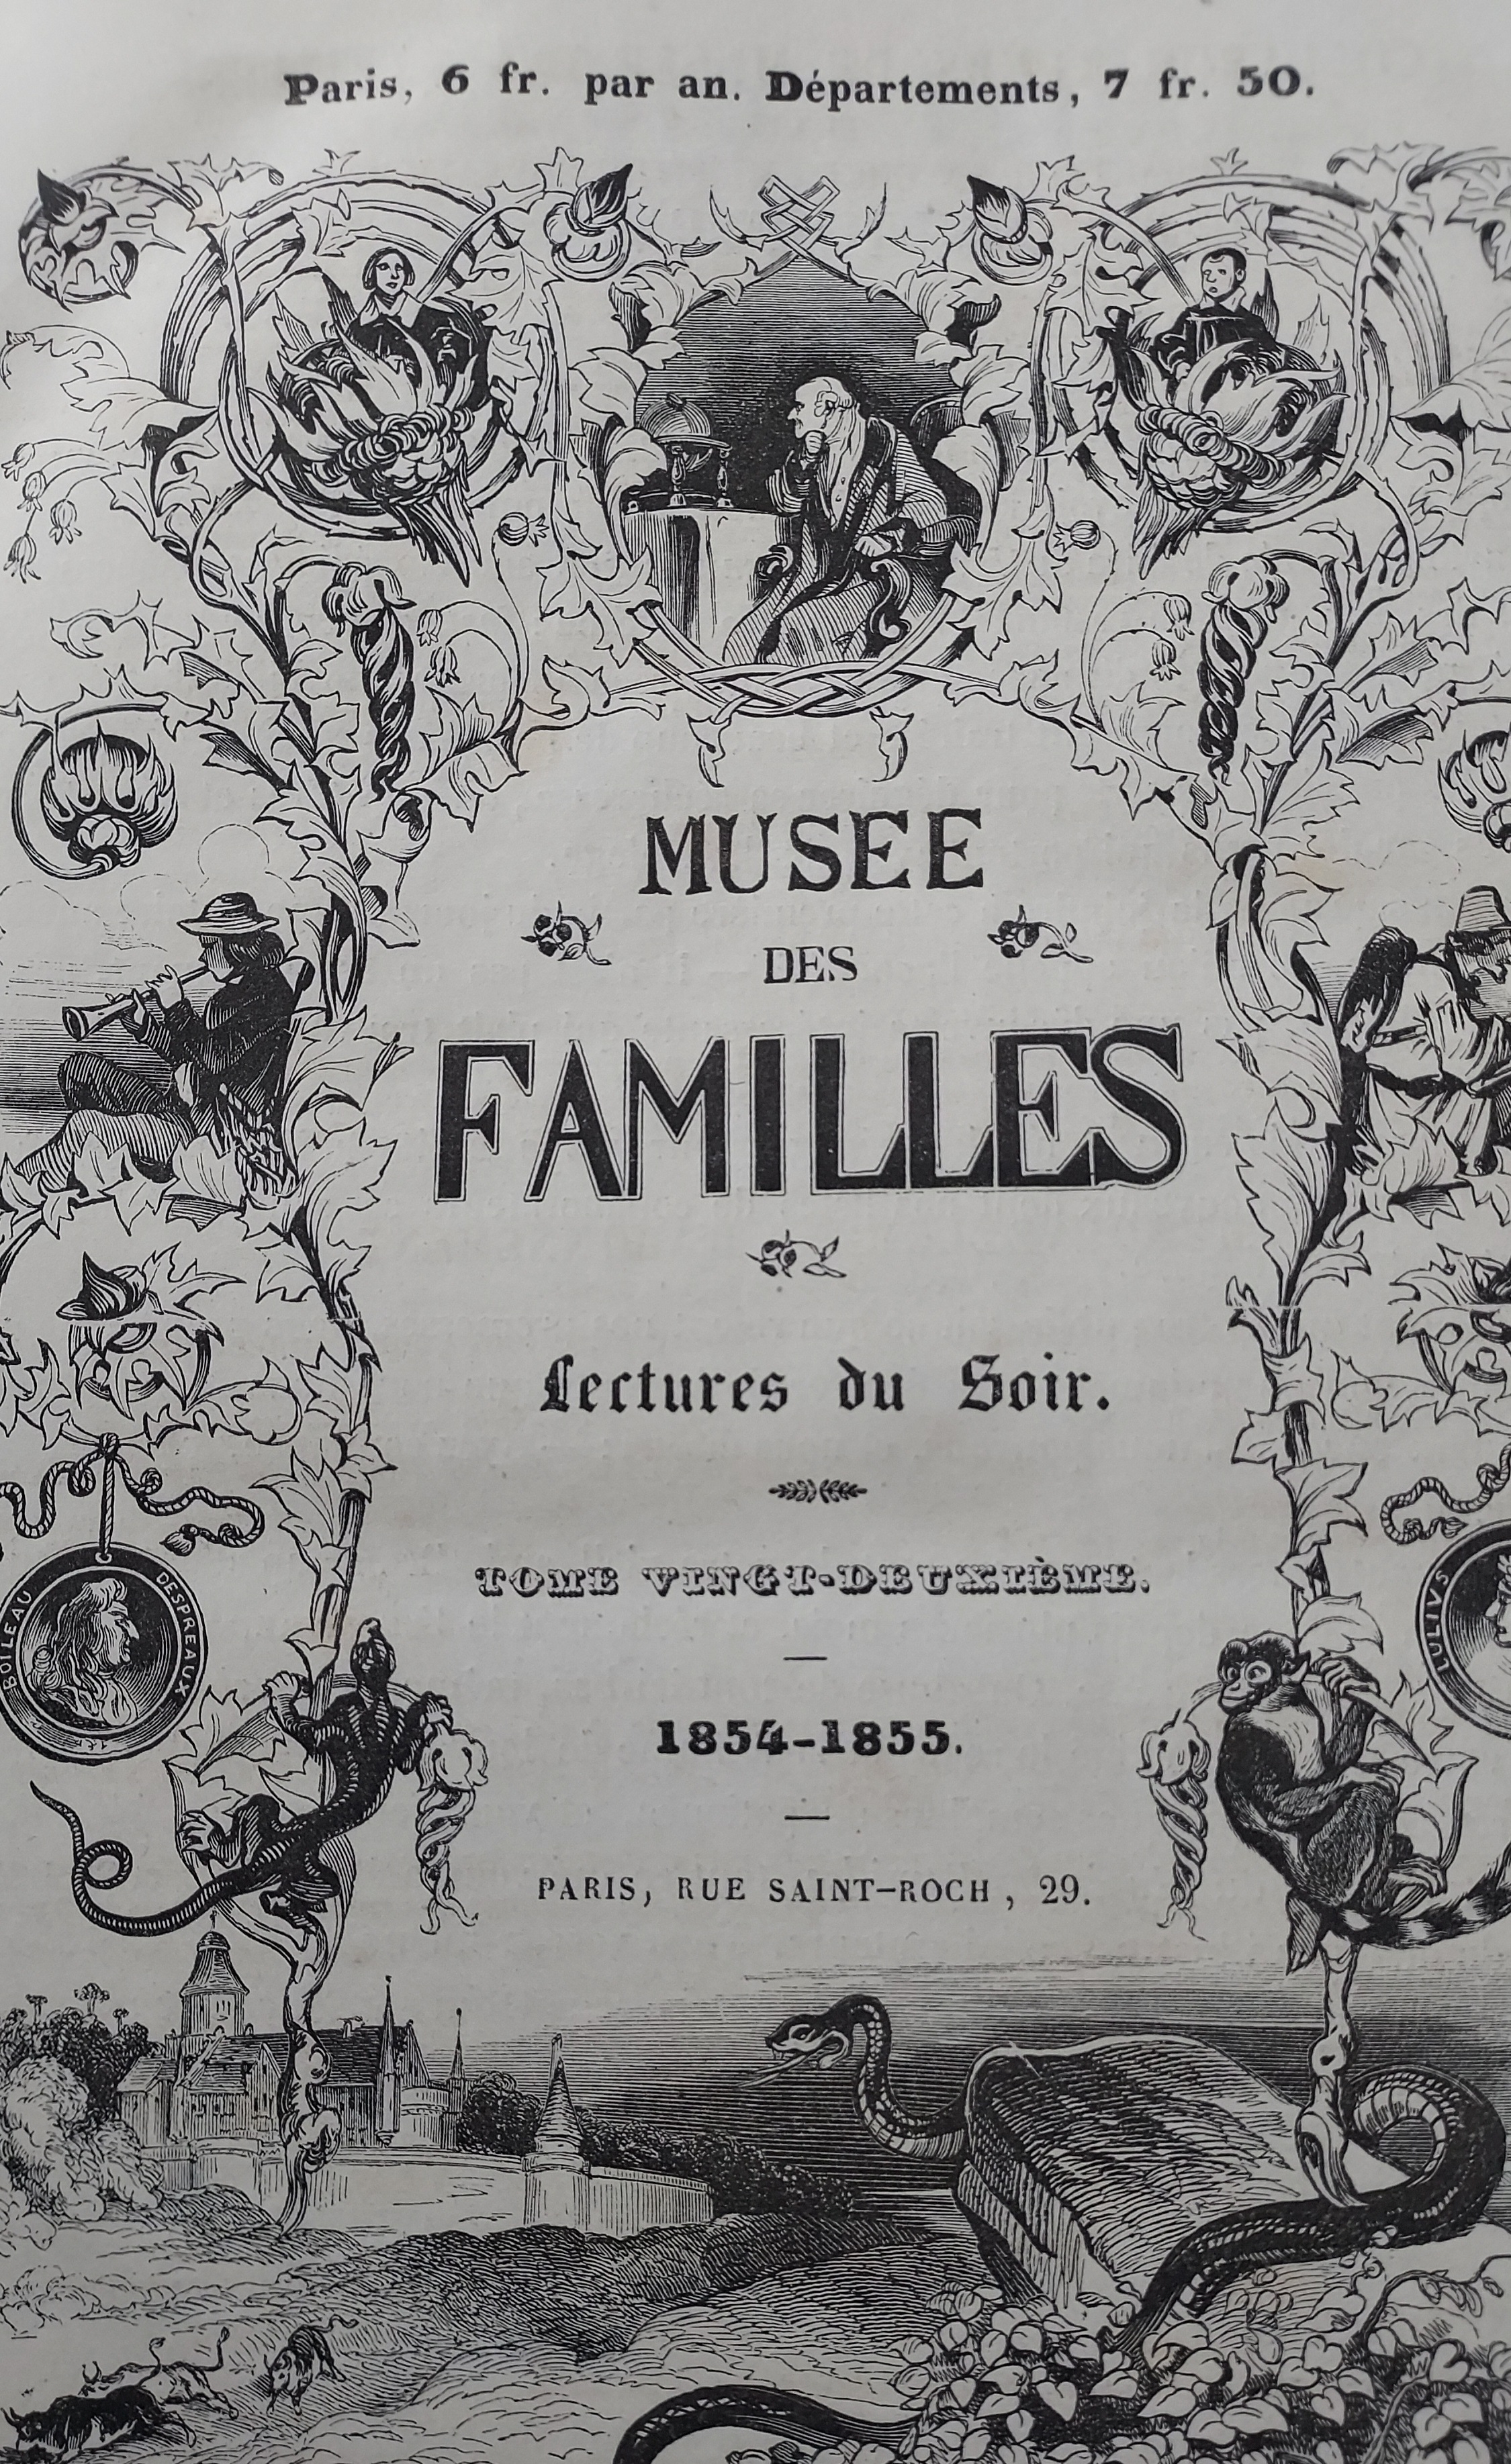 Paris, 6 fr. par an. Départements, 7 fr. 50.
MUSEE
DES
FAMILLES
Lectures du Soir.
TOME VINGT-DEUXIÈME.
BOILEAU DESPREAUX
IULIVS
1854-1855.
PARIS, RUE SAINT-ROCH, 29.